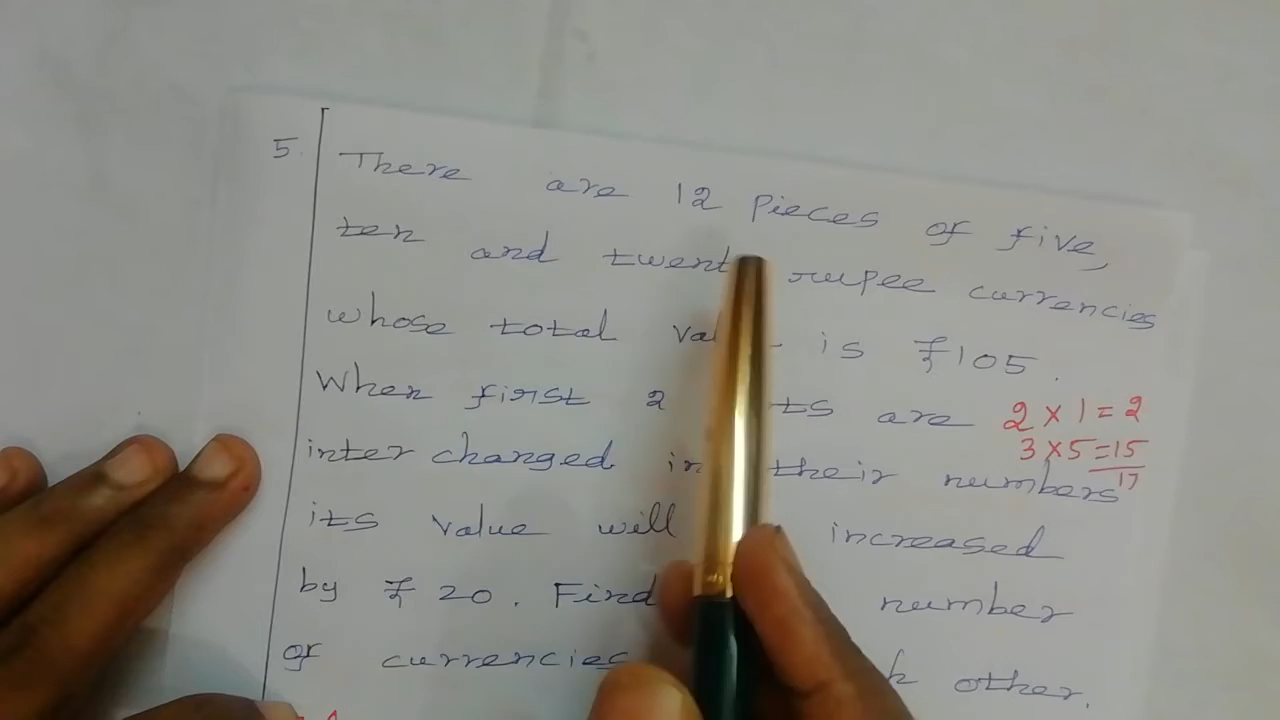 5. There are 12 pieces of five,
ten and twent rupee currencies
whose total va is ₹105.
When first 2 ts are 2 x 1 = 2
interchanged in their numbers 3 x 5 = 15
17
its value will increased
by ₹ 20. Find number
of currencies other.